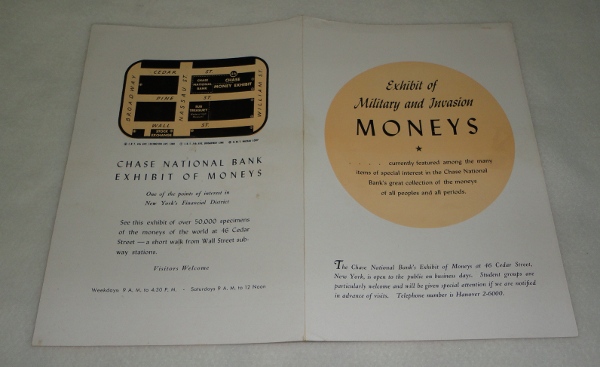 CEDAR ST.
BROADWAY
NASSAU ST.
WILLIAM ST.
CHASE
NATIONAL
BANK
CHASE
MONEY EXHIBIT
PINE ST.
SUB
TREASURY
WALL ST.
STOCK
EXCHANGE
CHASE NATIONAL BANK
EXHIBIT OF MONEYS
One of the points of interest in
New York's Financial District
See this exhibit of over 50,000 specimens
of the moneys of the world at 46 Cedar
Street — a short walk from Wall Street sub-
way stations.
Visitors Welcome
Weekdays 9 A. M. to 4:30 P. M. - Saturdays 9 A. M. to 12 Noon
Exhibit of
Military and Invasion
MONEYS
. . . . currently featured among the many
items of special interest in the Chase National
Bank's great collection of the moneys
of all peoples and all periods.
The Chase National Bank's Exhibit of Moneys at 46 Cedar Street,
New York, is open to the public on business days. Student groups are
particularly welcome and will be given special attention if we are notified
in advance of visits. Telephone number is Hanover 2-6000.